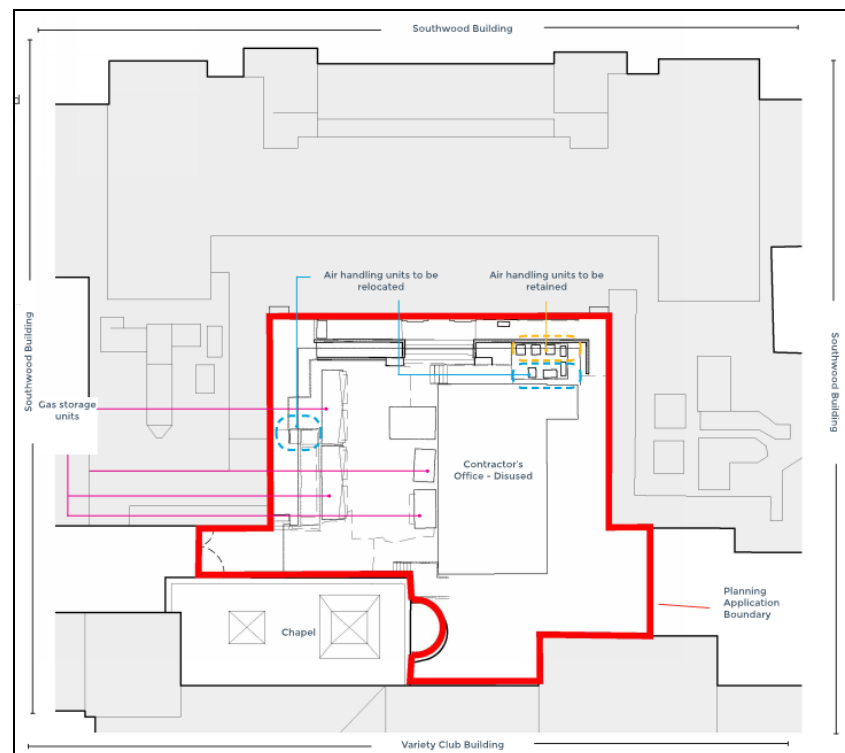 Southwood Building
Air handling units to be
relocated
Air handling units to be
retained
Southwood Building
Southwood Building
Gas storage
units
Contractor's
Office - Disused
Planning
Application
Boundary
Chapel
Variety Club Building